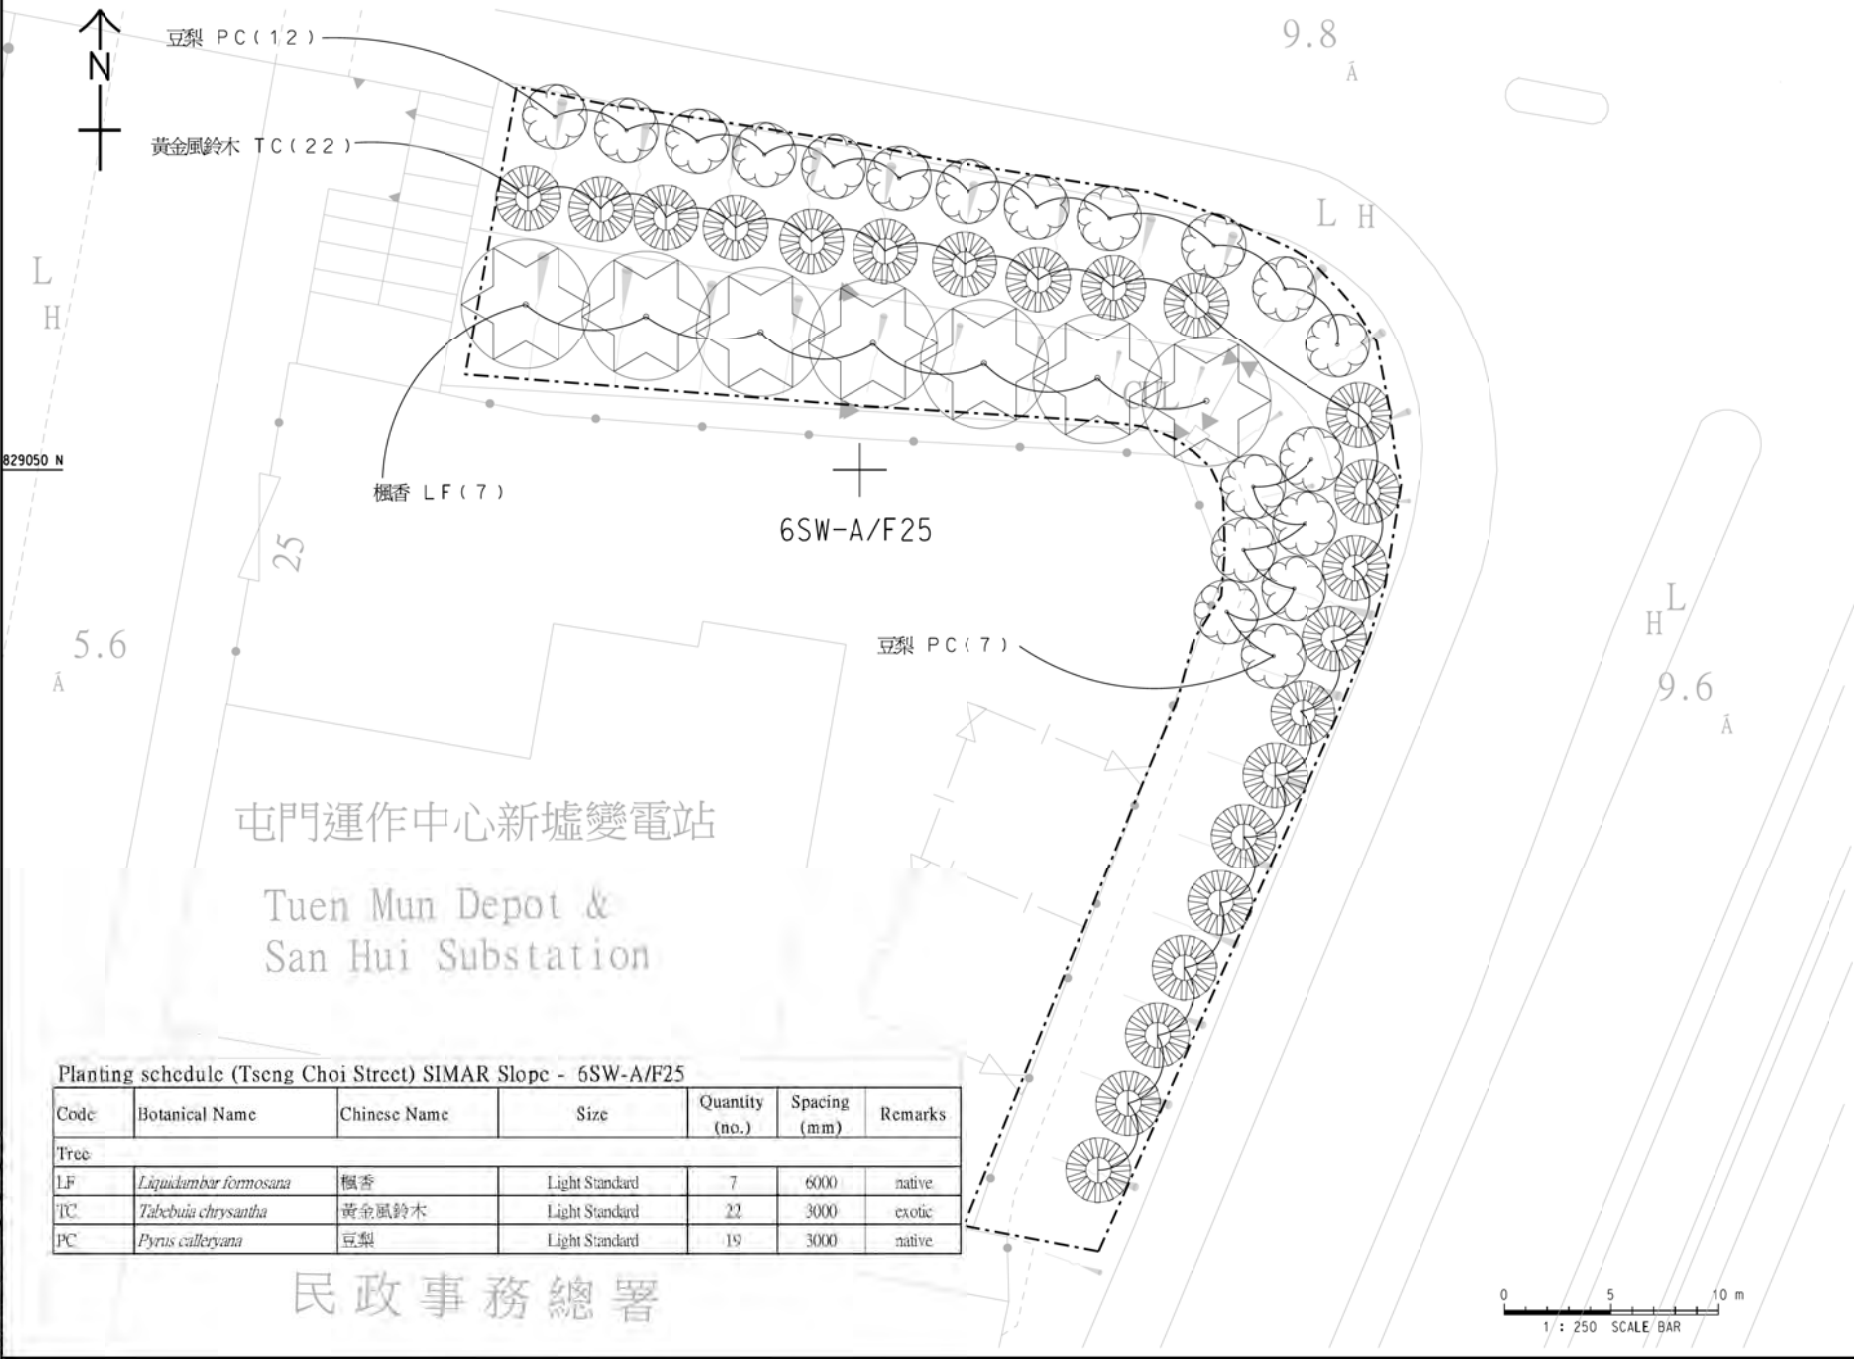 N
豆梨 PC(12)
9.8
Â
黃金風鈴木 TC(22)
L H
L
H
829050 N
楓香 LF(7)
CUL
6SW-A/F25
25
L
H
5.6
Â
豆梨 PC(7)
9.6
Â
屯門運作中心新墟變電站
Tuen Mun Depot &
San Hui Substation
Planting schedule (Tseng Choi Street) SIMAR Slope - 6SW-A/F25
Code Botanical Name Chinese Name Size Quantity (no.) Spacing (mm) Remarks
Tree
LF Liquidambar formosana 楓香 Light Standard 7 6000 native
TC Tabebuia chrysantha 黃金風鈴木 Light Standard 22 3000 exotic
PC Pyrus calleryana 豆梨 Light Standard 19 3000 native
民政事務總署
0 5 10 m
1 : 250 SCALE BAR